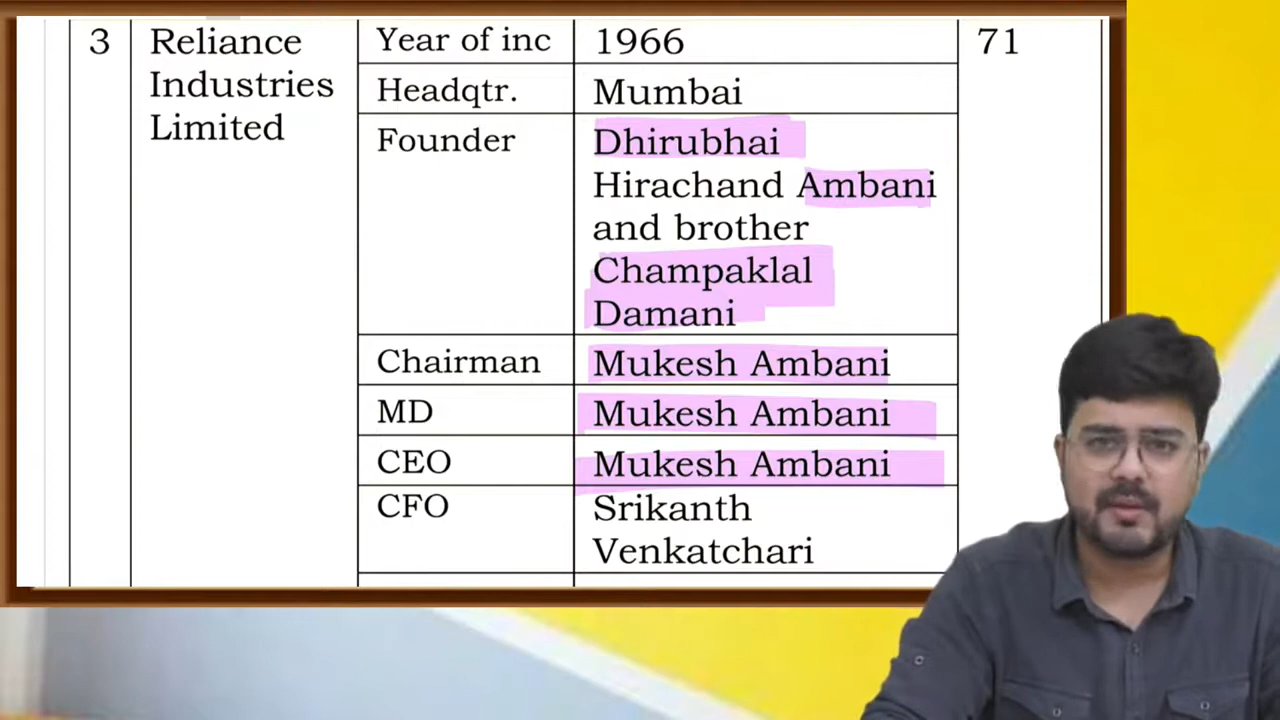 3
Reliance
Industries
Limited
Year of inc
1966
71
Headqtr.
Mumbai
Founder
Dhirubhai
Hirachand Ambani
and brother
Champaklal
Damani
Chairman
Mukesh Ambani
MD
Mukesh Ambani
CEO
Mukesh Ambani
CFO
Srikanth
Venkatchari